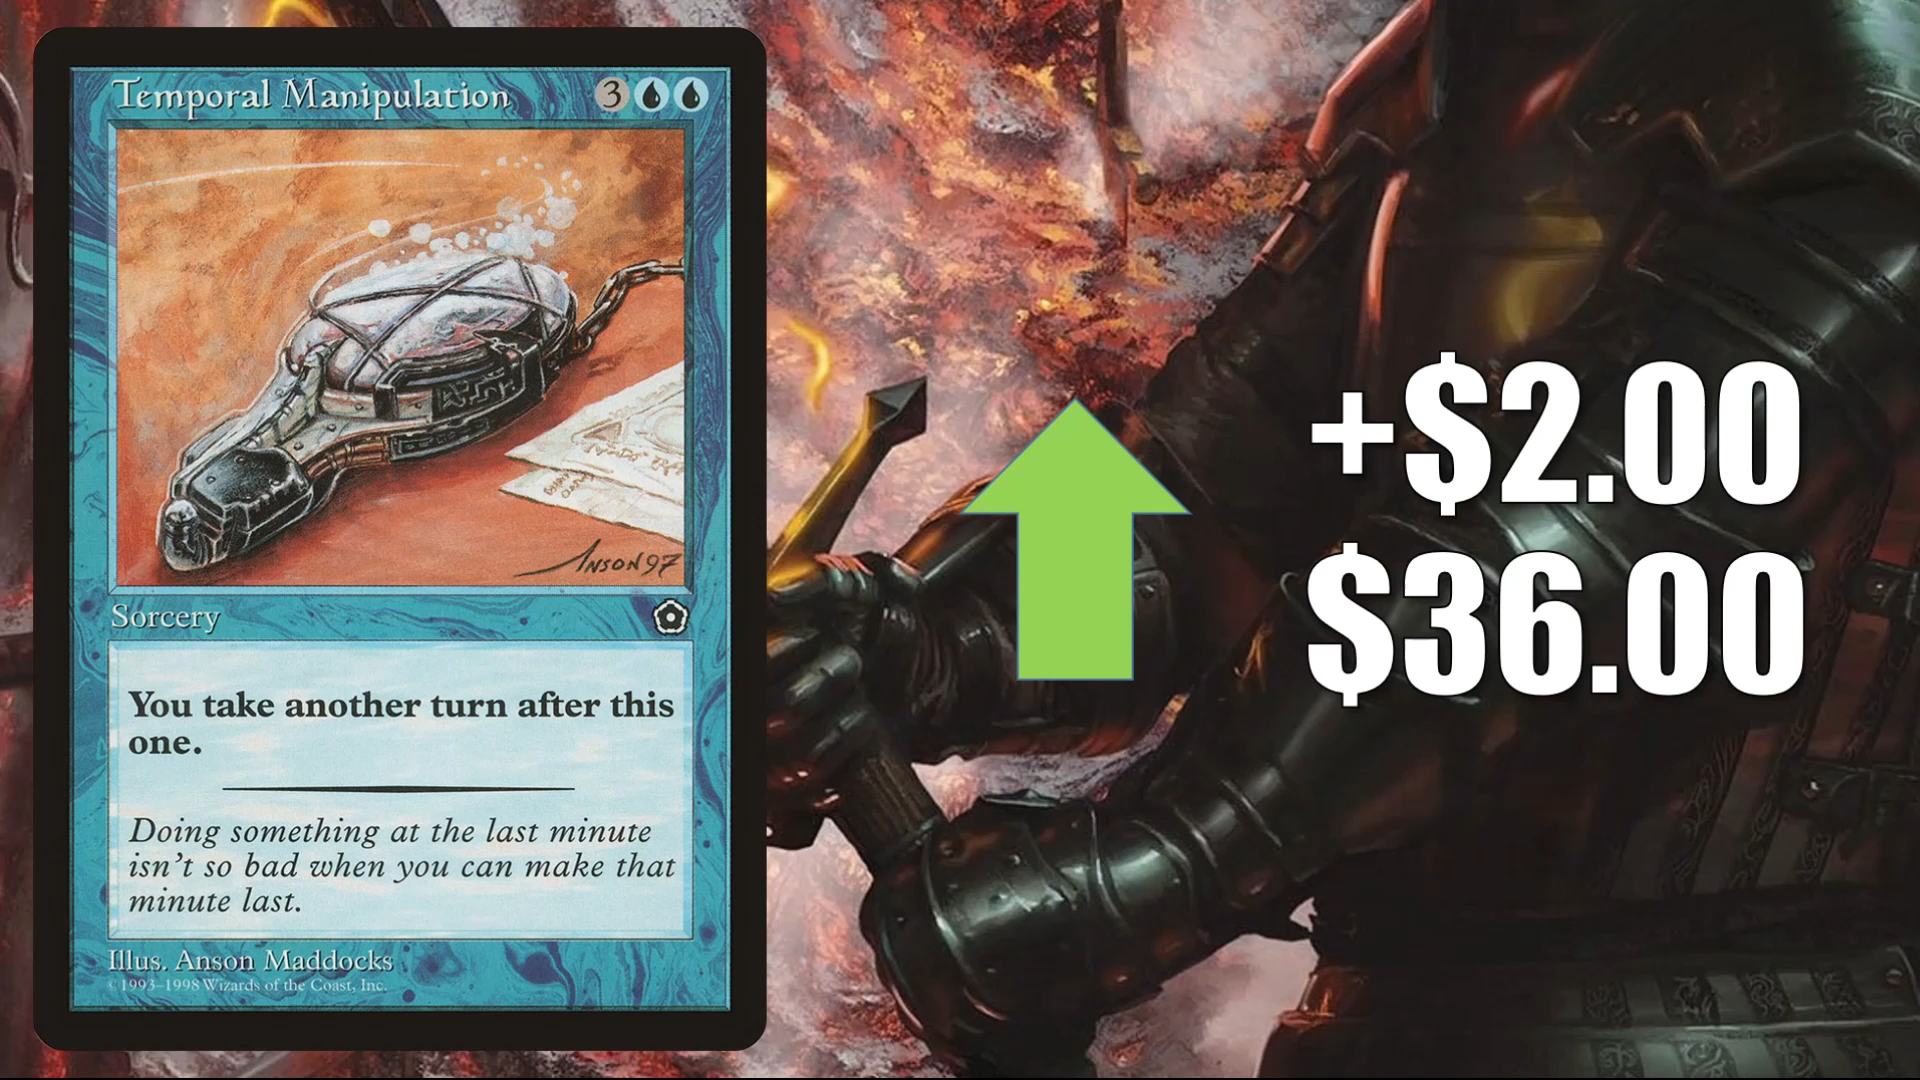 Temporal Manipulation 3
ANSON 97
Sorcery
You take another turn after this
one.
Doing something at the last minute
isn't so bad when you can make that
minute last.
Illus. Anson Maddocks
©1993–1998 Wizards of the Coast, Inc.
+$2.00
$36.00